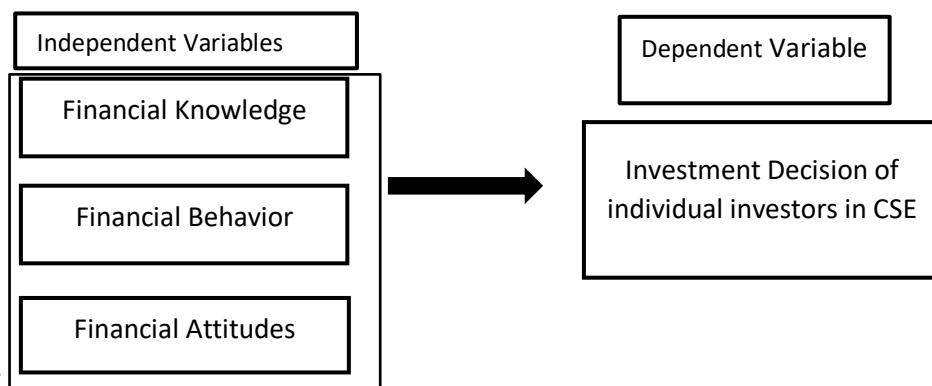 Independent Variables
Dependent Variable
Financial Knowledge
Financial Behavior
Financial Attitudes
Investment Decision of
individual investors in CSE